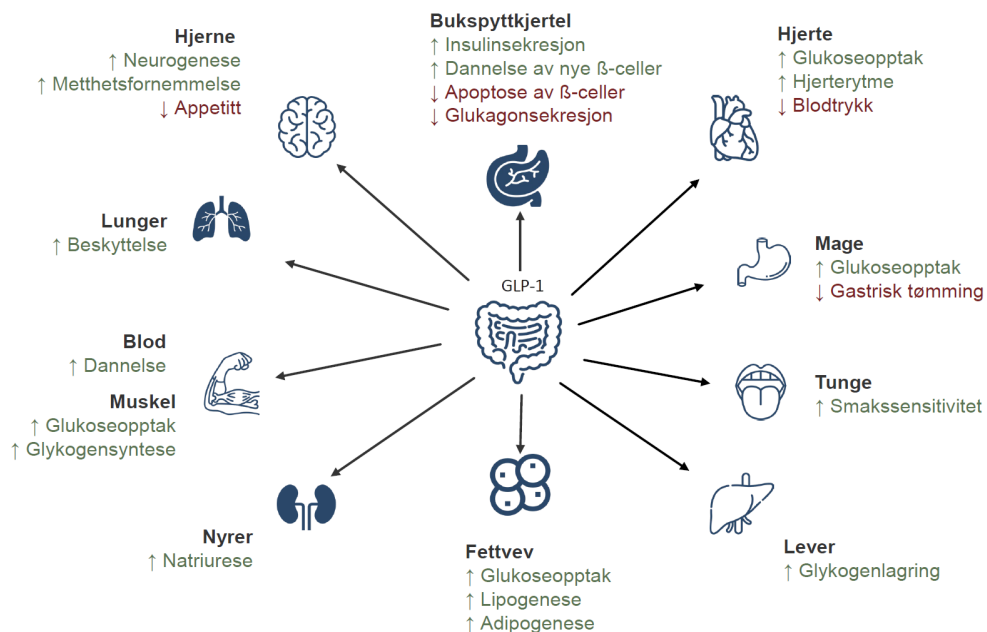 Hjerne
↑ Neurogenese
↑ Metthetsfornemmelse
↓ Appetitt
Bukspyttkjertel
↑ Insulinsekresjon
↑ Dannelse av nye ß-celler
↓ Apoptose av ß-celler
↓ Glukagonsekresjon
Hjerte
↑ Glukoseopptak
↑ Hjerterytme
↓ Blodtrykk
Lunger
↑ Beskyttelse
GLP-1
Mage
↑ Glukoseopptak
↓ Gastrisk tømming
Blod
↑ Dannelse
Muskel
↑ Glukoseopptak
↑ Glykogensyntese
Tunge
↑ Smakssensitivitet
Nyrer
↑ Natriurese
Fettvev
↑ Glukoseopptak
↑ Lipogenese
↑ Adipogenese
Lever
↑ Glykogenlagring